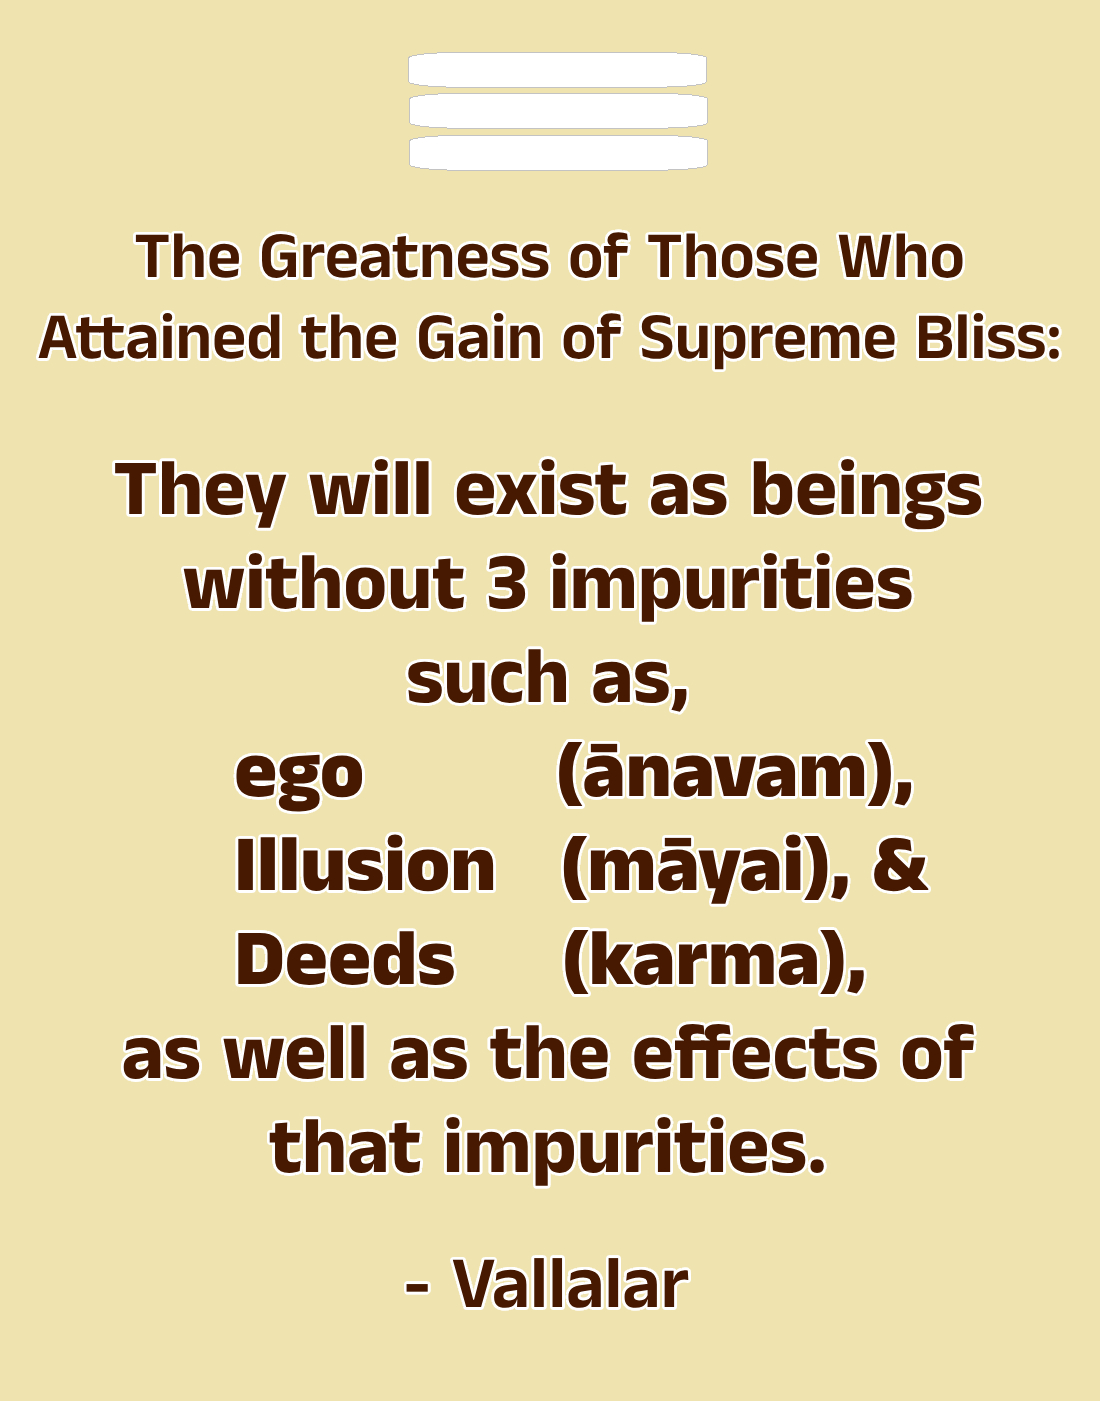 The Greatness of Those Who
Attained the Gain of Supreme Bliss:
They will exist as beings
without 3 impurities
such as,
ego (ānavam),
Illusion (māyai), &
Deeds (karma),
as well as the effects of
that impurities.
- Vallalar